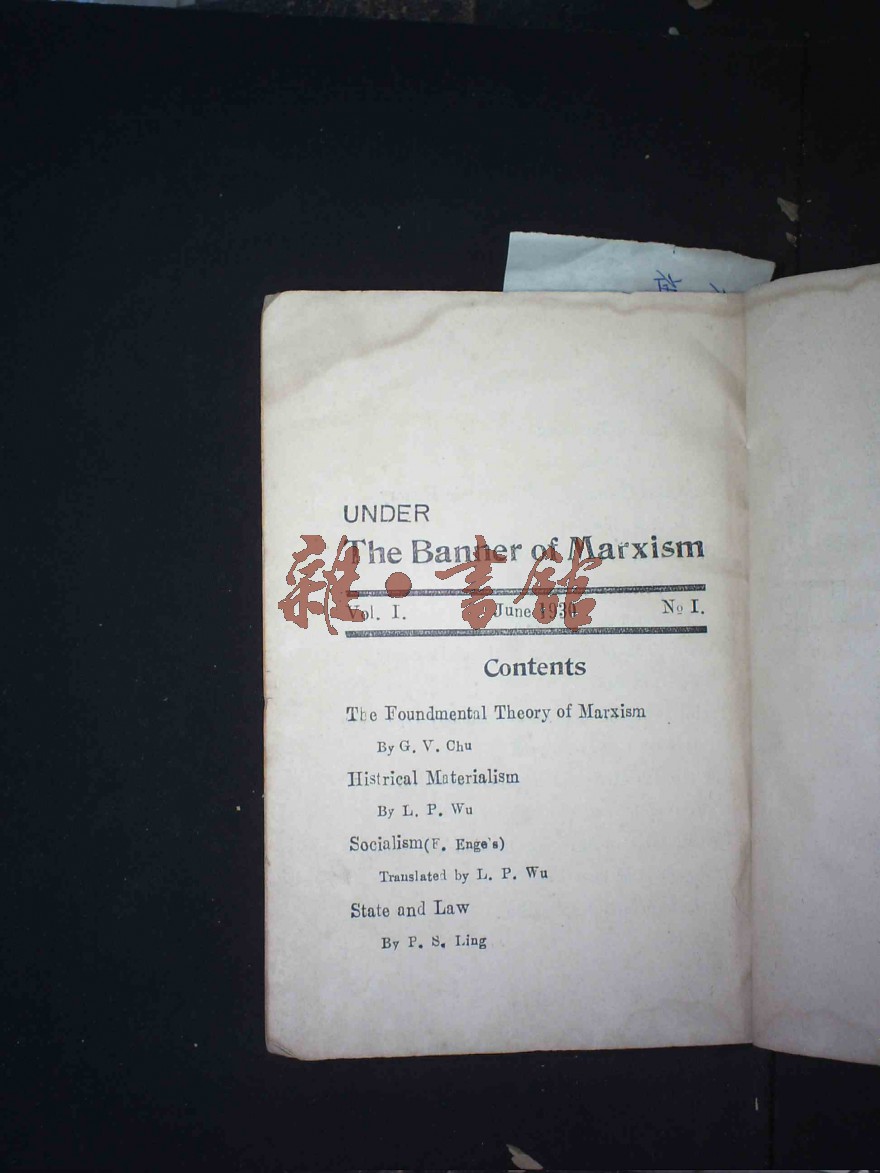 UNDER
The Banner of Marxism
Vol. I. June 1930 No I.
Contents
The Foundmental Theory of Marxism
By G. V. Chu
Histrical Materialism
By L. P. Wu
Socialism(F. Enge's)
Translated by L. P. Wu
State and Law
By P. S. Ling
雜·書館